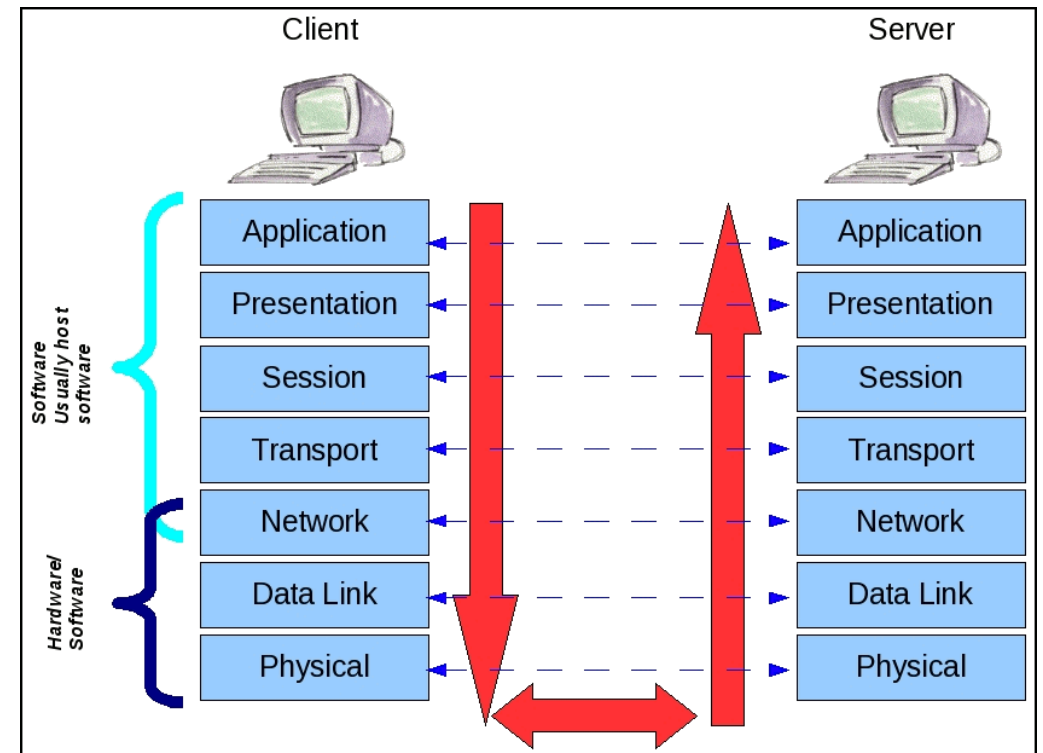 Client
Server
Application
Application
Presentation
Presentation
Session
Session
Transport
Transport
Network
Network
Data Link
Data Link
Physical
Physical
Software
Usually host
software
Hardware/
Software